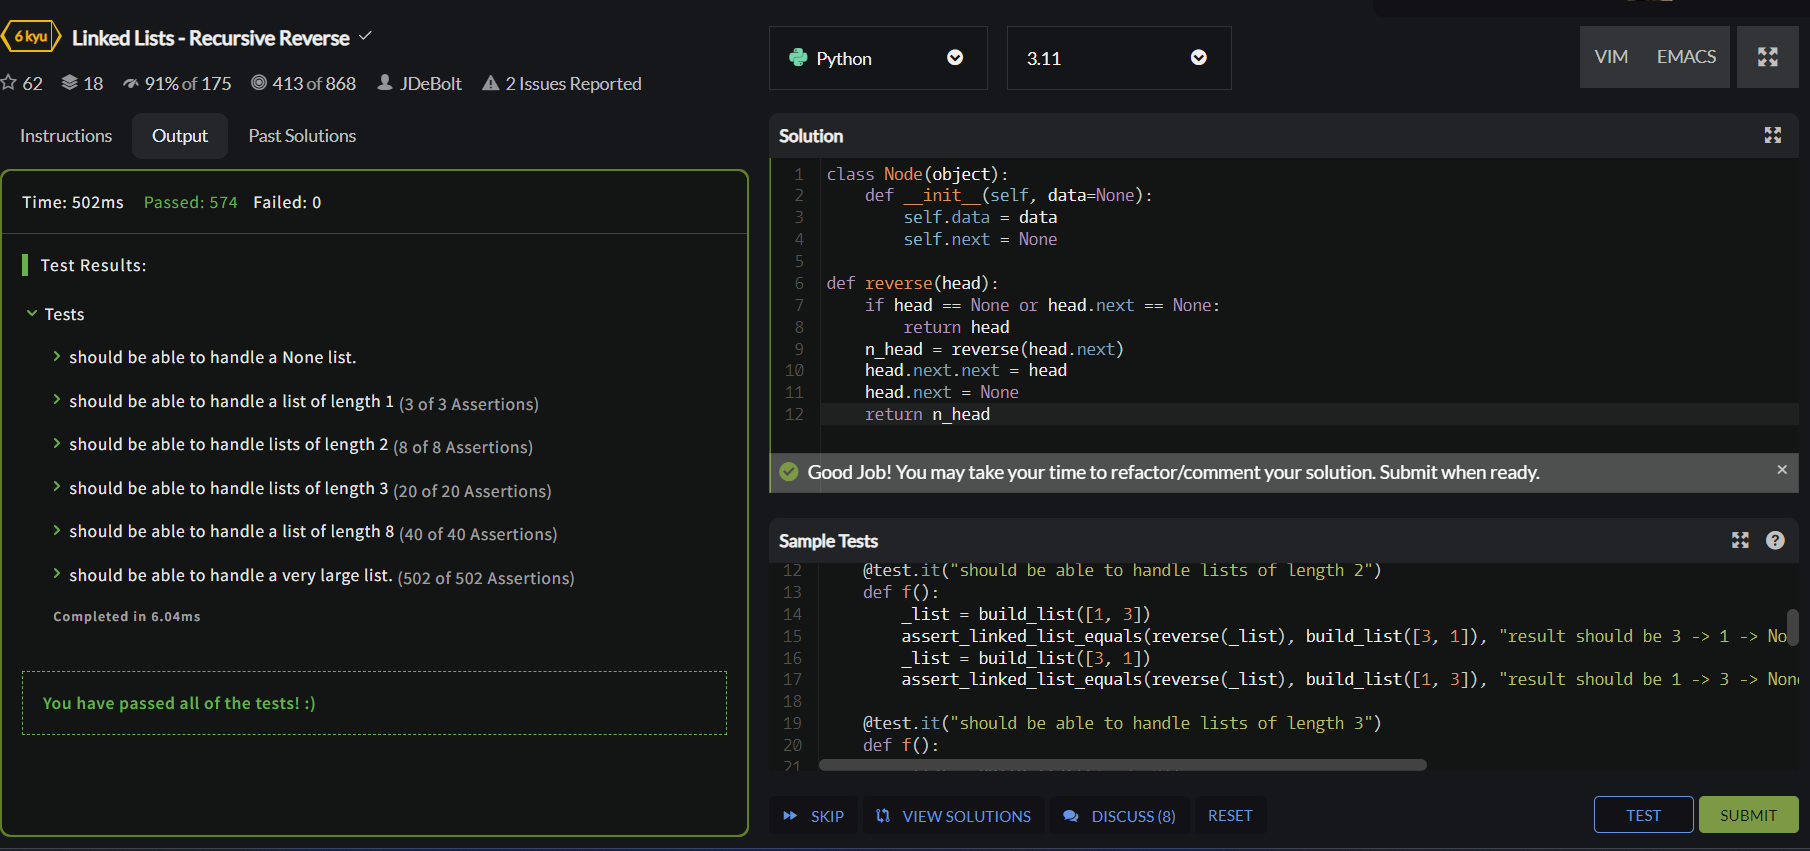 6 kyu
Linked Lists - Recursive Reverse
62 18 91% of 175 413 of 868 JDeBolt 2 Issues Reported
Instructions Output Past Solutions
Time: 502ms Passed: 574 Failed: 0
Test Results:
Tests
should be able to handle a None list.
should be able to handle a list of length 1 (3 of 3 Assertions)
should be able to handle lists of length 2 (8 of 8 Assertions)
should be able to handle lists of length 3 (20 of 20 Assertions)
should be able to handle a list of length 8 (40 of 40 Assertions)
should be able to handle a very large list. (502 of 502 Assertions)
Completed in 6.04ms
You have passed all of the tests! :)
Python 3.11 VIM EMACS
Solution
1 class Node(object):
2     def __init__(self, data=None):
3         self.data = data
4         self.next = None
5
6 def reverse(head):
7     if head == None or head.next == None:
8         return head
9     n_head = reverse(head.next)
10     head.next.next = head
11     head.next = None
12     return n_head
Good Job! You may take your time to refactor/comment your solution. Submit when ready.
Sample Tests
12     @test.it("should be able to handle lists of length 2")
13     def f():
14         _list = build_list([1, 3])
15         assert_linked_list_equals(reverse(_list), build_list([3, 1]), "result should be 3 -> 1 -> No
16         _list = build_list([3, 1])
17         assert_linked_list_equals(reverse(_list), build_list([1, 3]), "result should be 1 -> 3 -> Non
18
19     @test.it("should be able to handle lists of length 3")
20     def f():
21
SKIP VIEW SOLUTIONS DISCUSS (8) RESET TEST SUBMIT